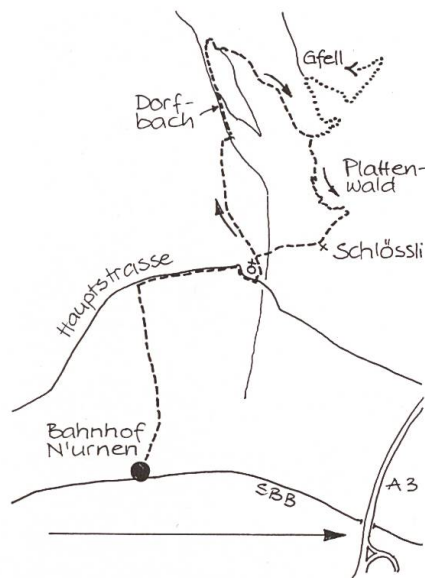 Gfell
Dorf-
bach
Platten-
wald
Schlössli
Hauptstrasse
Bahnhof
N'urnen
SBB
A3